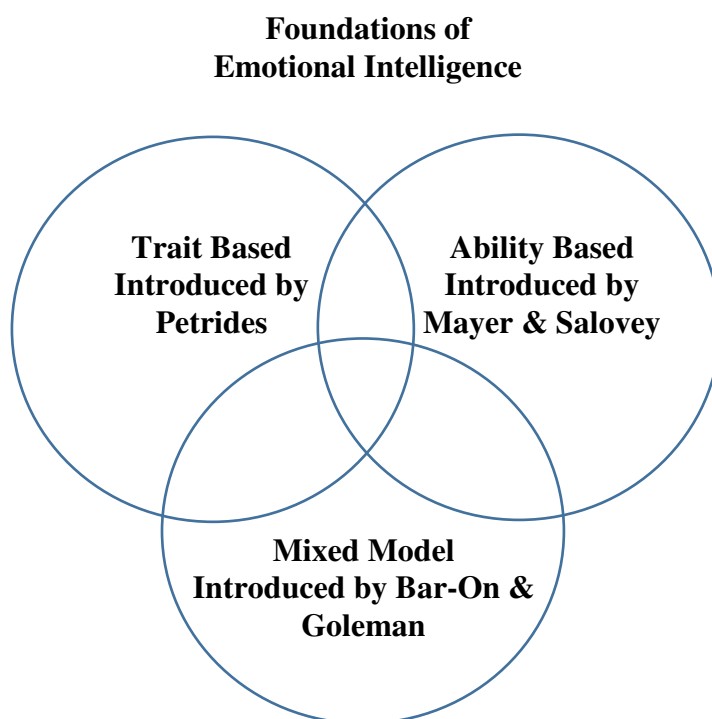 Foundations of
Emotional Intelligence
Trait Based
Introduced by
Petrides
Ability Based
Introduced by
Mayer & Salovey
Mixed Model
Introduced by Bar-On &
Goleman